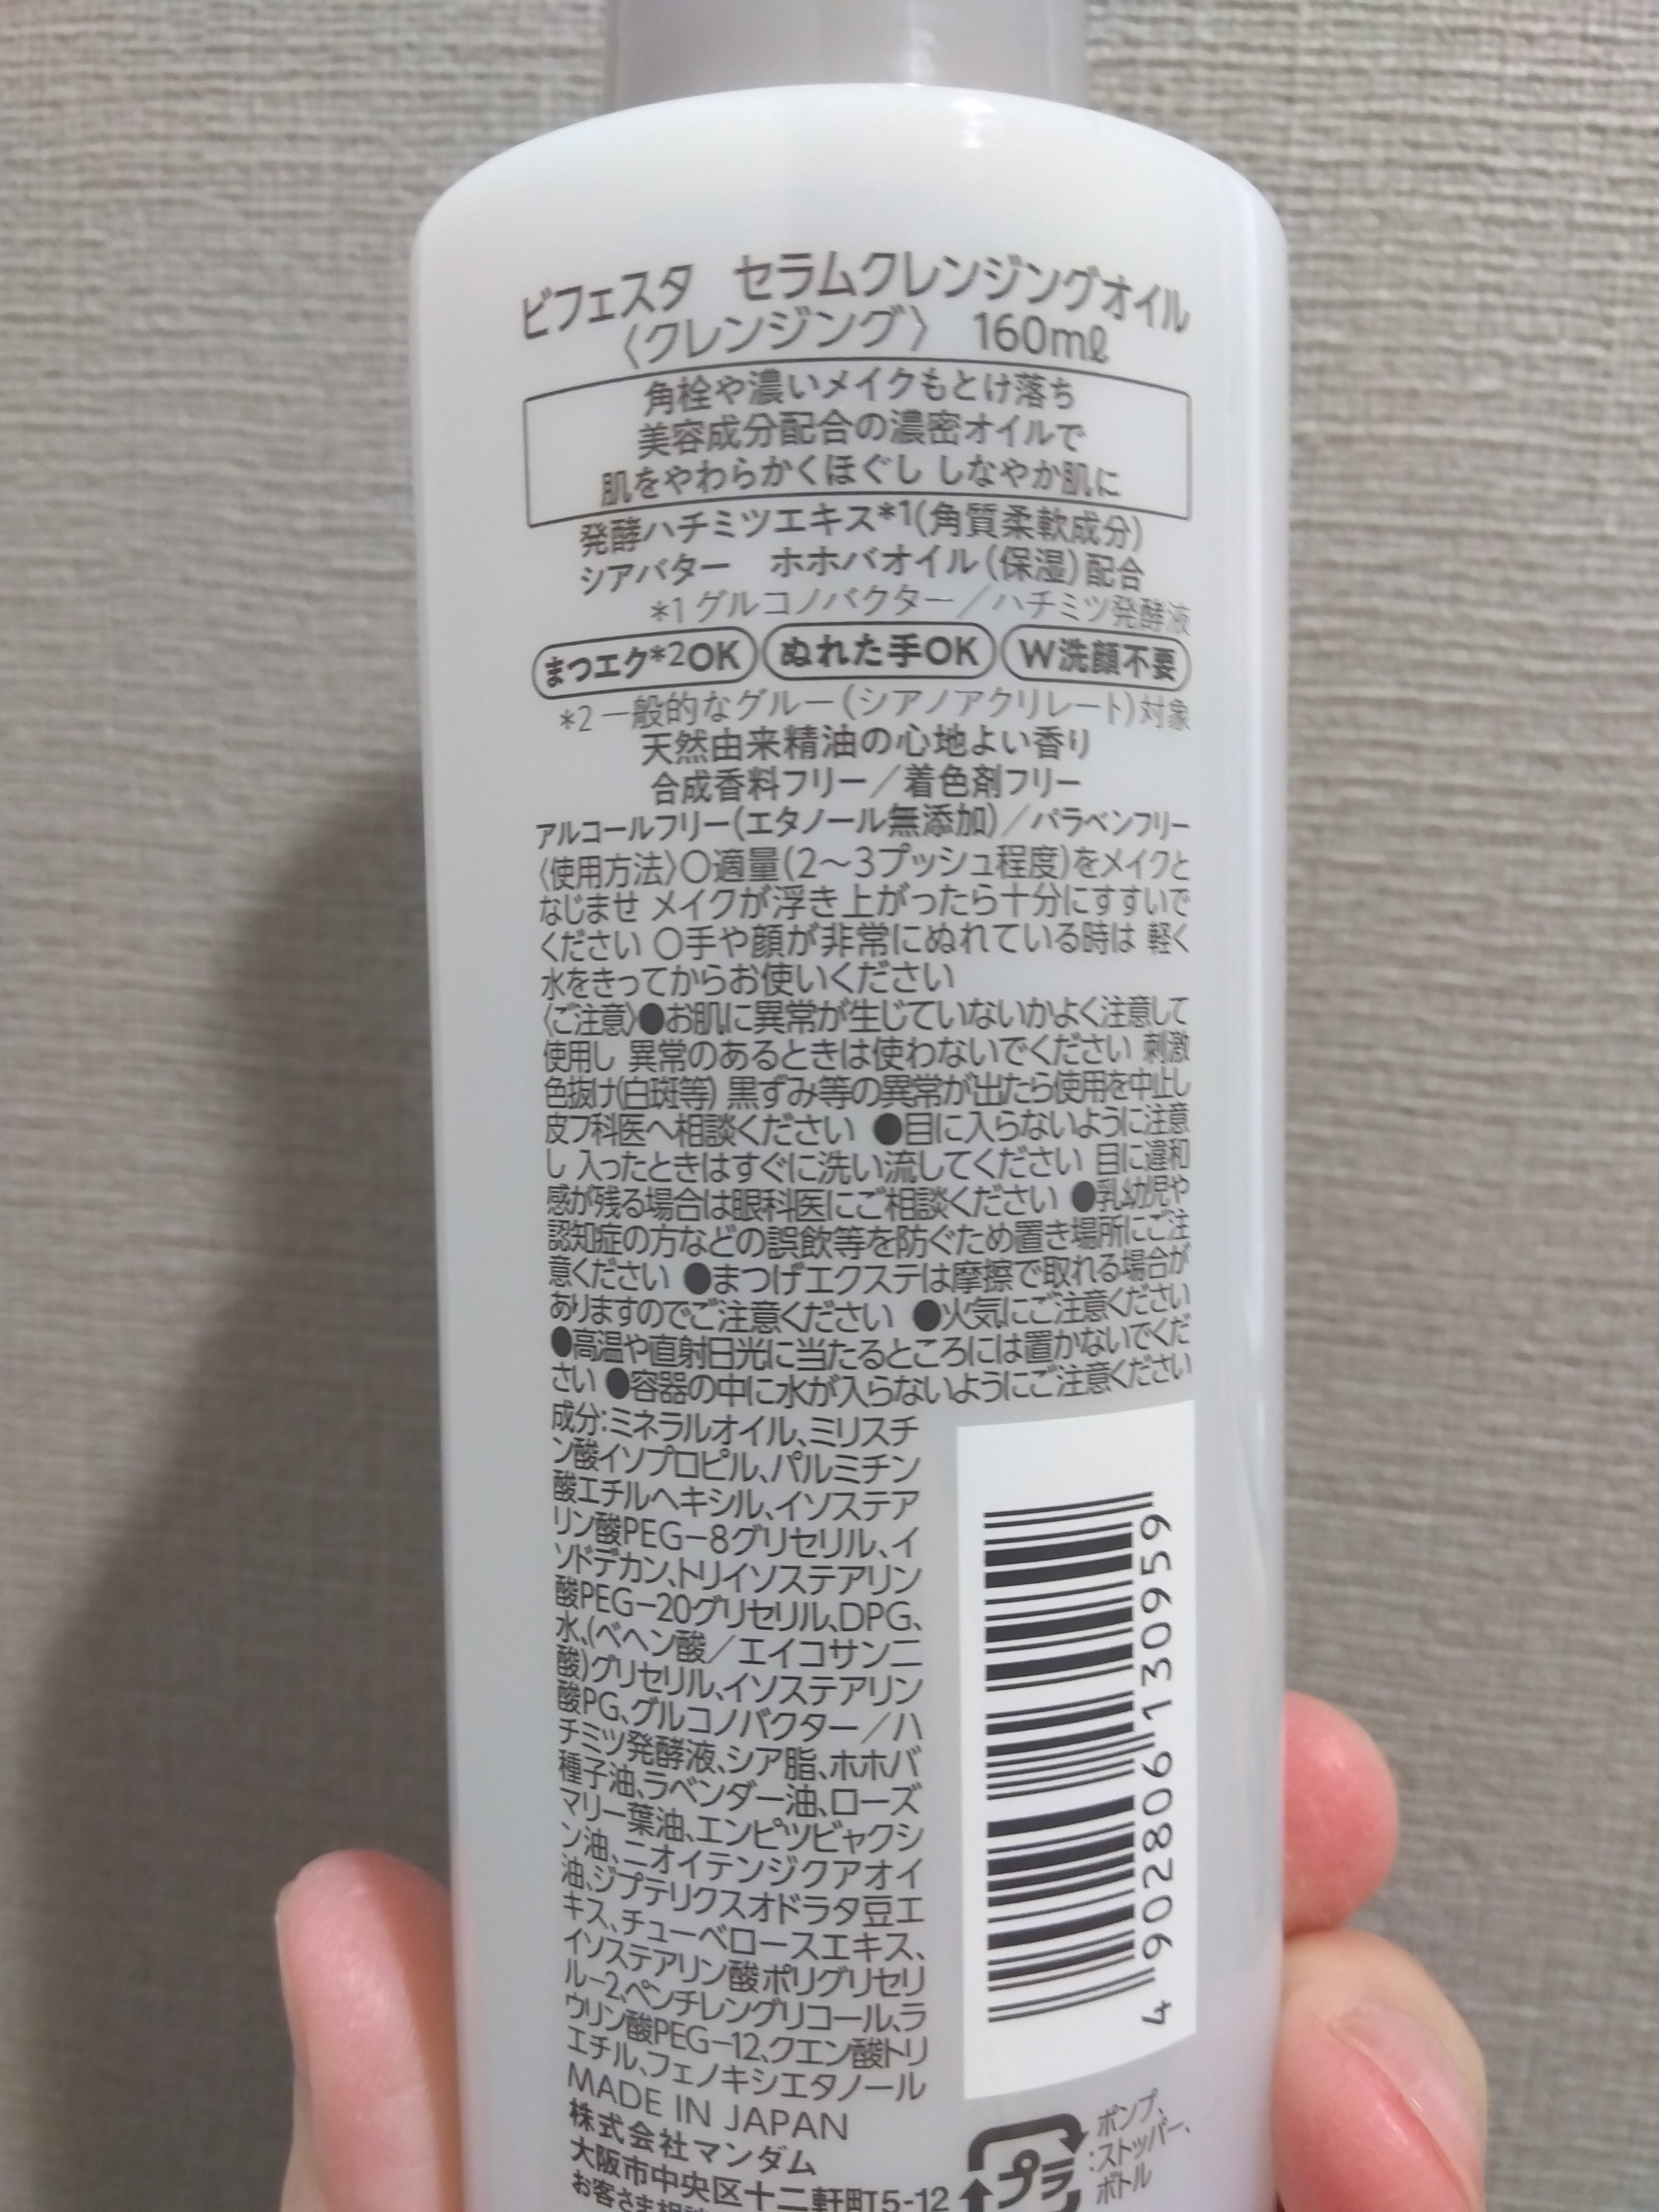 ビフェスタ　セラムクレンジングオイル
〈クレンジング〉 160mℓ
角栓や濃いメイクもとけ落ち
美容成分配合の濃密オイルで
肌をやわらかくほぐし しなやか肌に
発酵ハチミツエキス*1(角質柔軟成分)
シアバター　ホホバオイル(保湿)配合
*1 グルコノバクター／ハチミツ発酵液
まつエク*2OK ぬれた手OK W洗顔不要
*2 一般的なグルー(シアノアクリレート)対象
天然由来精油の心地よい香り
合成香料フリー／着色剤フリー
アルコールフリー(エタノール無添加)／パラベンフリー
〈使用方法〉○適量(2〜3プッシュ程度)をメイクと
なじませ メイクが浮き上がったら十分にすすいで
ください ○手や顔が非常にぬれている時は 軽く
水をきってからお使いください
〈ご注意〉●お肌に異常が生じていないかよく注意して
使用し 異常のあるときは使わないでください 刺激
色抜け(白斑等) 黒ずみ等の異常が出たら使用を中止し
皮フ科医へ相談ください ●目に入らないように注意
し 入ったときはすぐに洗い流してください 目に違和
感が残る場合は眼科医にご相談ください ●乳幼児や
認知症の方などの誤飲等を防ぐため置き場所にご注
意ください ●まつげエクステは摩擦で取れる場合が
ありますのでご注意ください ●火気にご注意ください
●高温や直射日光に当たるところには置かないでくだ
さい ●容器の中に水が入らないようにご注意ください
成分:ミネラルオイル、ミリスチ
ン酸イソプロピル、パルミチン
酸エチルヘキシル、イソステア
リン酸PEG−8グリセリル、イ
ソドデカン、トリイソステアリン
酸PEG−20グリセリル、DPG、
水、(ベヘン酸／エイコサン二
酸)グリセリル、イソステアリン
酸PG、グルコノバクター／ハ
チミツ発酵液、シア脂、ホホバ
種子油、ラベンダー油、ローズ
マリー葉油、エンピツビャクシ
ン油、ニオイテンジクアオイ
油、ジプテリクスオドラタ豆エ
キス、チューベロースエキス、
イソステアリン酸ポリグリセリ
ル−2、ペンチレングリコール、ラ
ウリン酸PEG−12、クエン酸トリ
エチル、フェノキシエタノール
MADE IN JAPAN
株式会社マンダム
大阪市中央区十二軒町5-12
お客さま相談
4 902806 130959
プラ
ポンプ、
:ストッパー、
ボトル